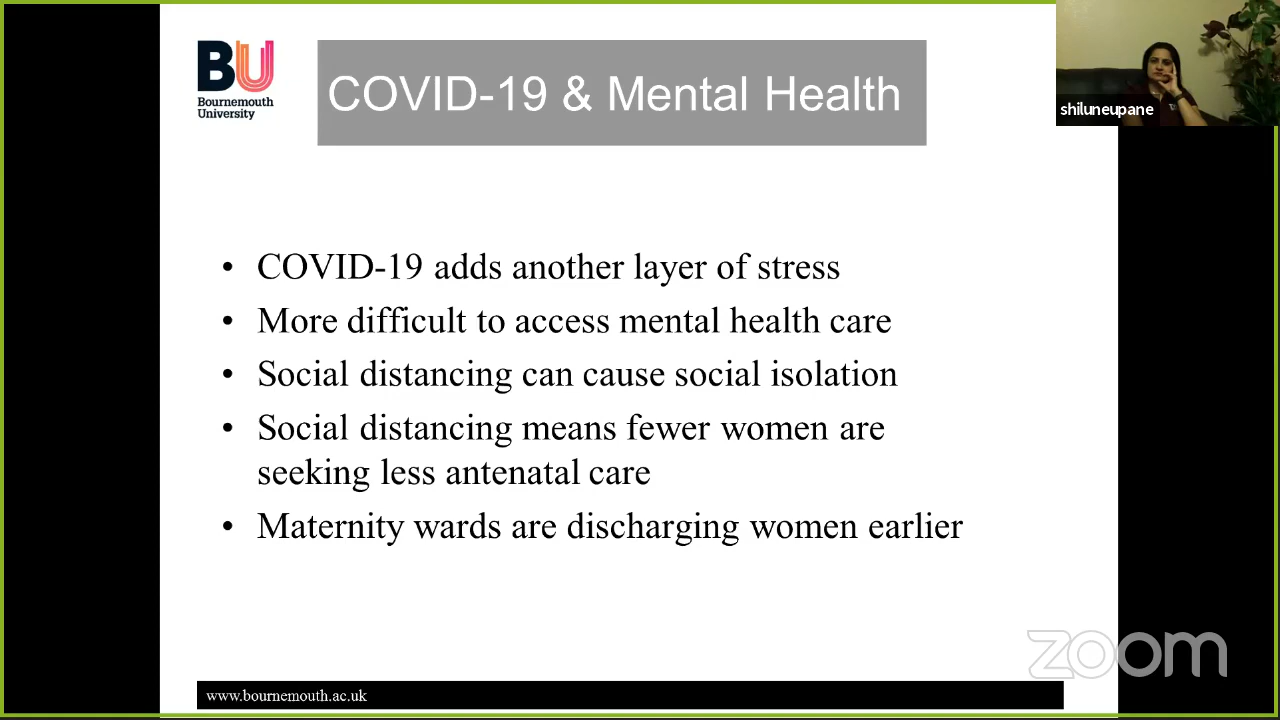 BU
Bournemouth
University
COVID-19 & Mental Health
shiluneupane
• COVID-19 adds another layer of stress
• More difficult to access mental health care
• Social distancing can cause social isolation
• Social distancing means fewer women are
seeking less antenatal care
• Maternity wards are discharging women earlier
zoom
www.bournemouth.ac.uk